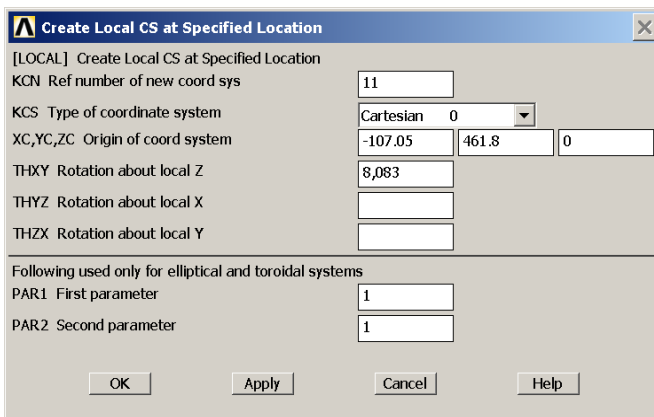 Create Local CS at Specified Location
[LOCAL] Create Local CS at Specified Location
KCN Ref number of new coord sys 11
KCS Type of coordinate system Cartesian 0
XC,YC,ZC Origin of coord system -107.05 461.8 0
THXY Rotation about local Z 8,083
THYZ Rotation about local X
THZX Rotation about local Y
Following used only for elliptical and toroidal systems
PAR1 First parameter 1
PAR2 Second parameter 1
OK Apply Cancel Help